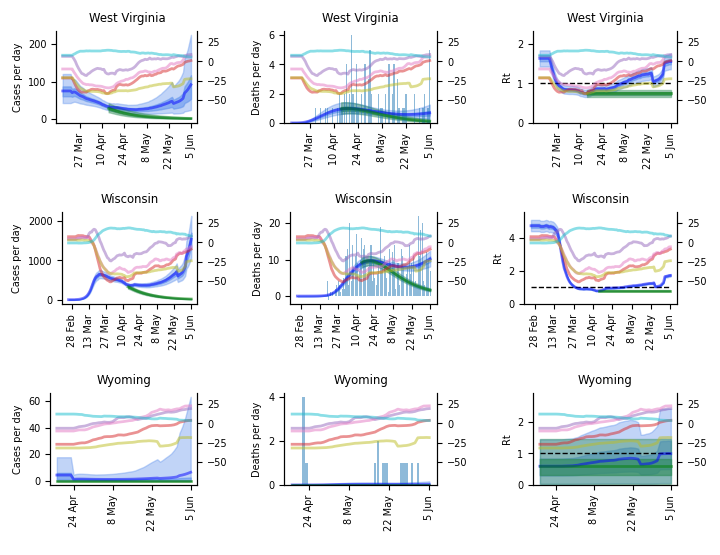 West Virginia West Virginia West Virginia
Cases per day 200 100 0 25 0 −25 −50 27 Mar 10 Apr 24 Apr 8 May 22 May 5 Jun
Deaths per day 6 4 2 0 25 0 −25 −50 27 Mar 10 Apr 24 Apr 8 May 22 May 5 Jun
Rt 2 1 0 25 0 −25 −50 27 Mar 10 Apr 24 Apr 8 May 22 May 5 Jun
Wisconsin Wisconsin Wisconsin
Cases per day 2000 1000 0 25 0 −25 −50 28 Feb 13 Mar 27 Mar 10 Apr 24 Apr 8 May 22 May 5 Jun
Deaths per day 20 10 0 25 0 −25 −50 28 Feb 13 Mar 27 Mar 10 Apr 24 Apr 8 May 22 May 5 Jun
Rt 4 2 0 25 0 −25 −50 28 Feb 13 Mar 27 Mar 10 Apr 24 Apr 8 May 22 May 5 Jun
Wyoming Wyoming Wyoming
Cases per day 60 40 20 0 25 0 −25 −50 24 Apr 8 May 22 May 5 Jun
Deaths per day 4 2 0 25 0 −25 −50 24 Apr 8 May 22 May 5 Jun
Rt 2 1 0 25 0 −25 −50 24 Apr 8 May 22 May 5 Jun